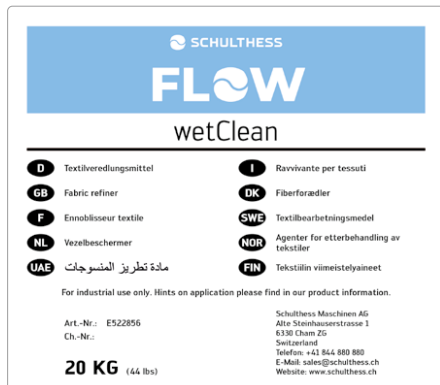 SCHULTHESS
FLOW
wetClean
D Textilveredlungsmittel
GB Fabric refiner
F Ennoblisseur textile
NL Vezelbeschermer
UAE مادة تطريز المنسوجات
I Ravvivante per tessuti
DK Fiberforædler
SWE Textilbearbetningsmedel
NOR Agenter for etterbehandling av
tekstiler
FIN Tekstiilin viimeistelyaineet
For industrial use only. Hints on application please find in our product information.
Art.-Nr.: E522856
Ch.-Nr.:
20 KG (44 lbs)
Schulthess Maschinen AG
Alte Steinhauserstrasse 1
6330 Cham ZG
Switzerland
Telefon: +41 844 880 880
E-Mail: sales@schulthess.ch
Website: www.schulthess.ch